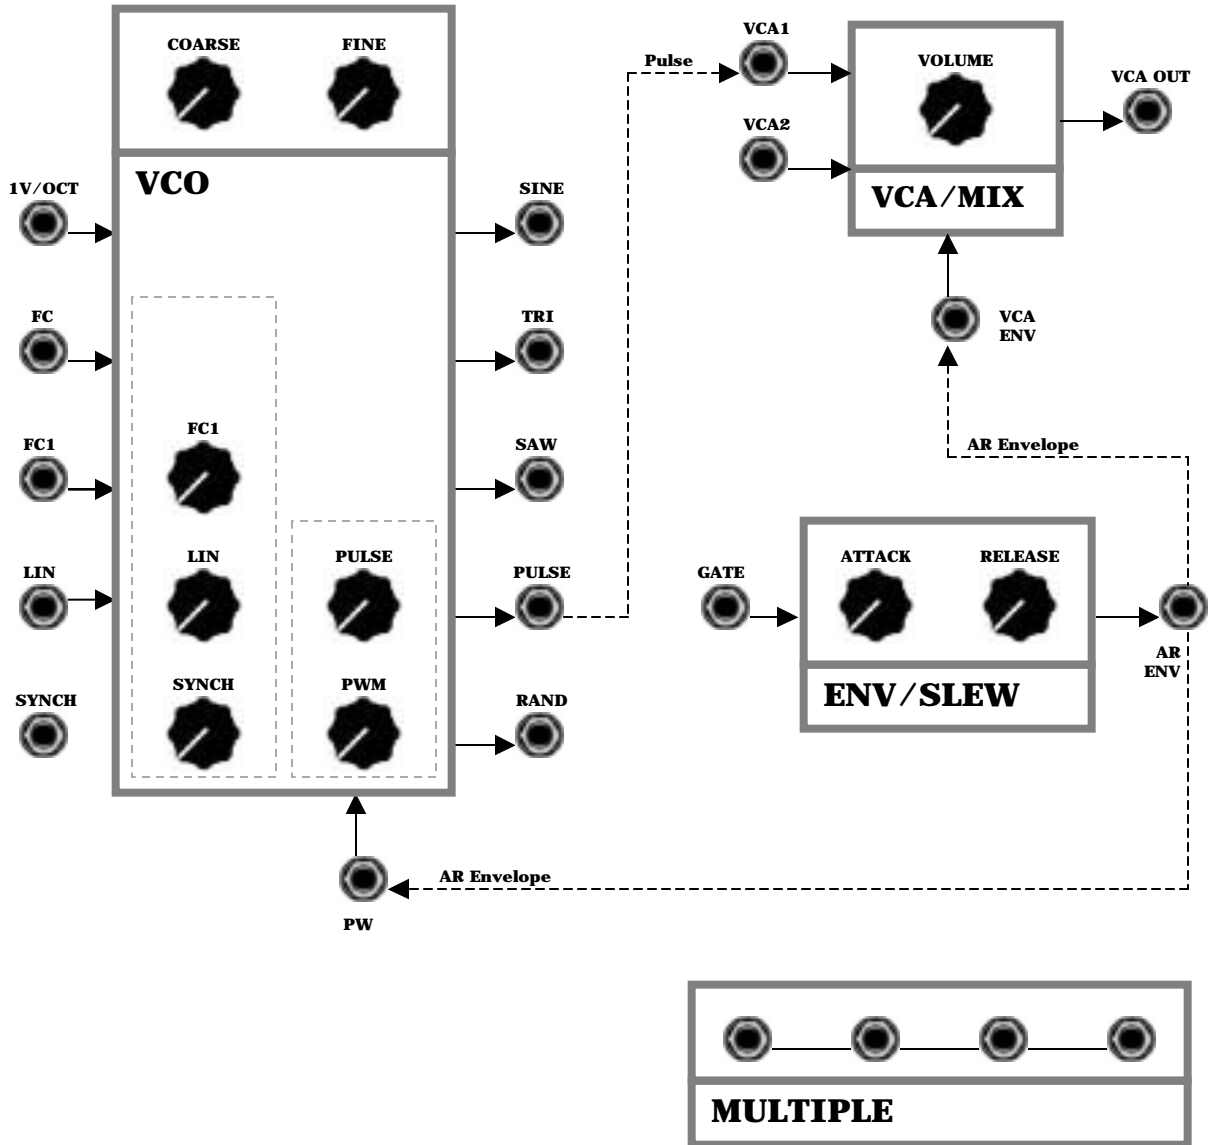 COARSE
FINE
VCO
1V/OCT
FC
FC1
LIN
SYNCH
FC1
LIN
SYNCH
PULSE
PWM
SINE
TRI
SAW
PULSE
RAND
PW
Pulse
VCA1
VCA2
VOLUME
VCA/MIX
VCA OUT
VCA
ENV
AR Envelope
GATE
ATTACK
RELEASE
ENV/SLEW
AR
ENV
AR Envelope
MULTIPLE